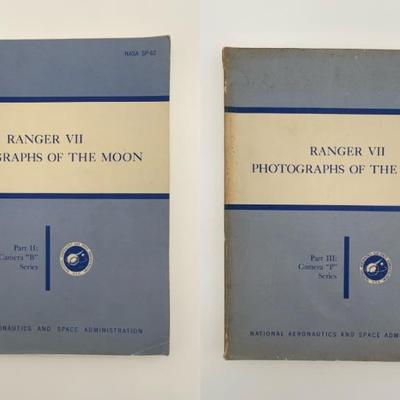 NASA SP-62
RANGER VII
GRAPHS OF THE MOON
Part II:
Camera "B"
Series
ONAUTICS AND SPACE ADMINISTRATION
RANGER VII
PHOTOGRAPHS OF THE
Part III:
Camera "P"
Series
NATIONAL AERONAUTICS AND SPACE ADM